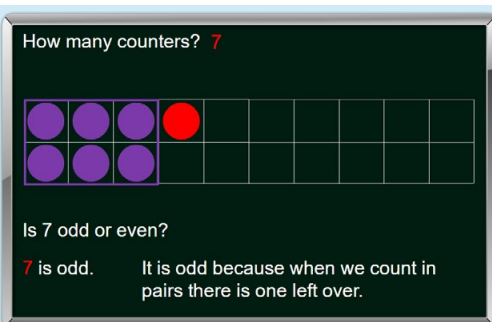 How many counters? 7
Is 7 odd or even?
7 is odd. It is odd because when we count in
pairs there is one left over.